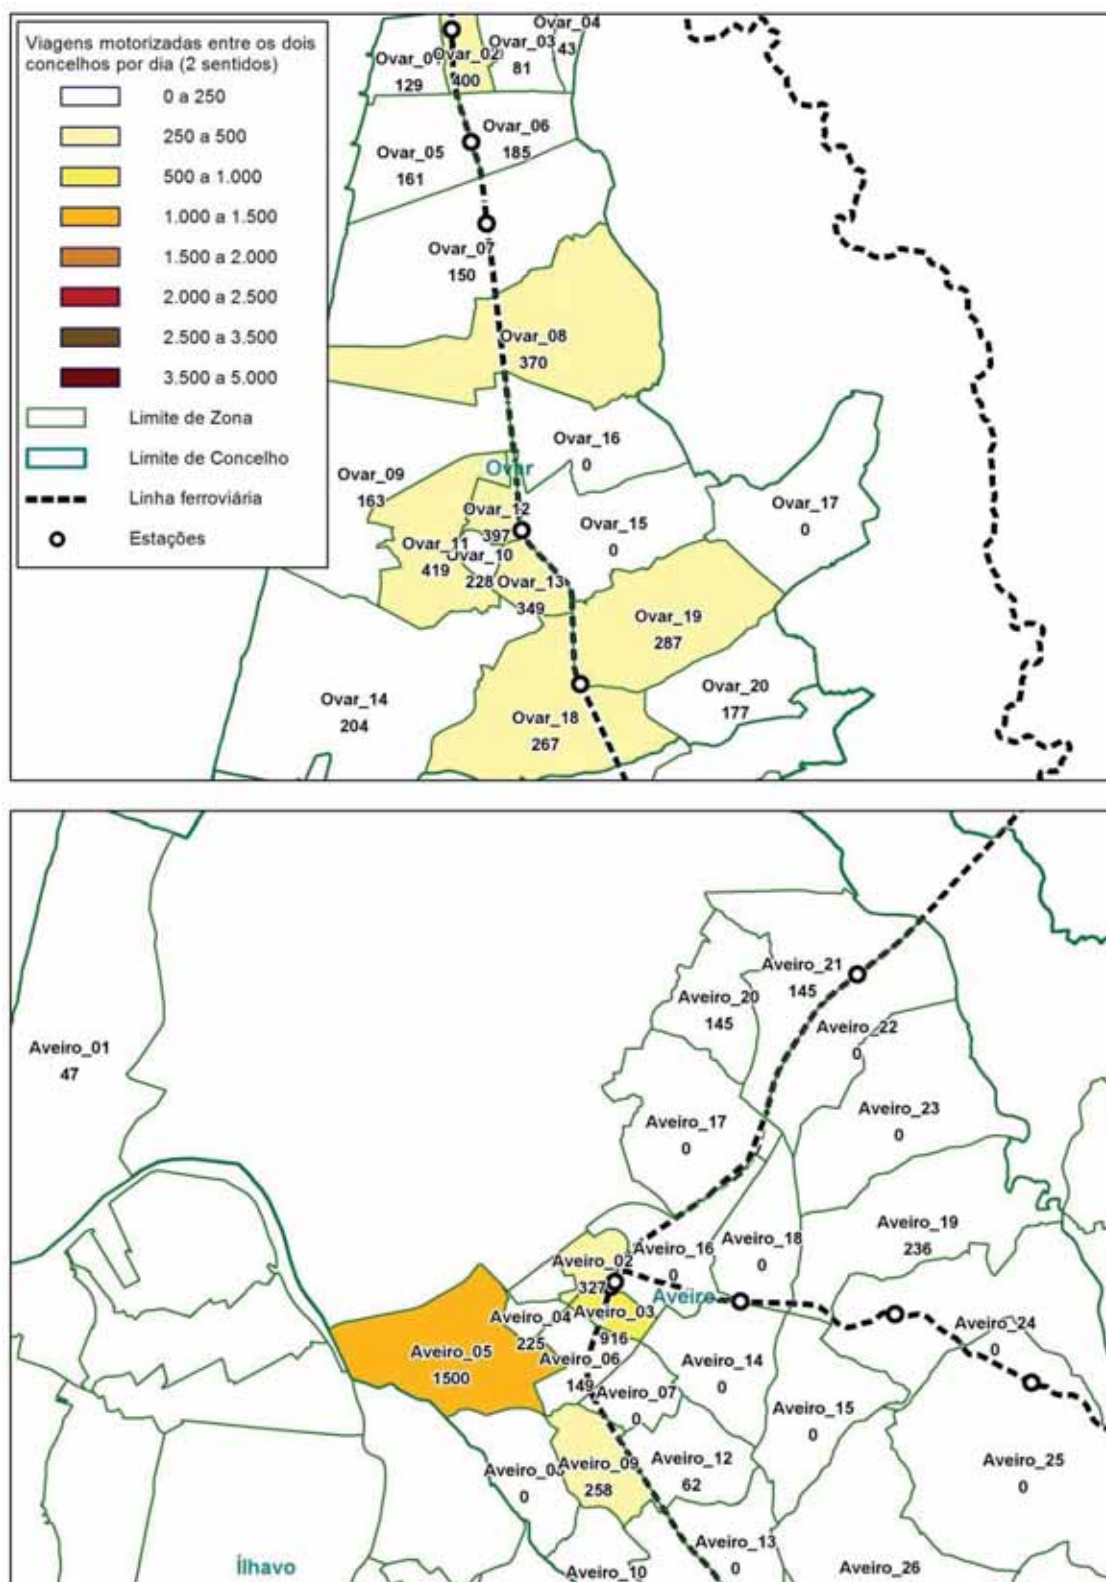 Viagens motorizadas entre os dois
concelhos por dia (2 sentidos)
0 a 250
250 a 500
500 a 1.000
1.000 a 1.500
1.500 a 2.000
2.000 a 2.500
2.500 a 3.500
3.500 a 5.000
Limite de Zona
Limite de Concelho
Linha ferroviária
Estações
129
Ovar_02
400
Ovar_03
81
Ovar_04
43
Ovar_05
161
Ovar_06
185
Ovar_07
150
Ovar_08
370
Ovar_16
0
Ovar
Ovar_09
163
Ovar_17
0
Ovar_12
397
Ovar_15
0
Ovar_11
419
Ovar_10
228
Ovar_13
349
Ovar_19
287
Ovar_14
204
Ovar_20
177
Ovar_18
267
Aveiro_21
145
Aveiro_20
145
Aveiro_22
0
Aveiro_01
47
Aveiro_23
0
Aveiro_17
0
Aveiro_19
236
Aveiro_18
0
Aveiro_16
0
Aveiro_02
327
Aveiro
Aveiro_03
916
Aveiro_04
225
Aveiro_24
0
Aveiro_05
1500
Aveiro_06
149
Aveiro_14
0
Aveiro_07
0
Aveiro_15
0
Aveiro_12
62
Aveiro_25
0
0
Aveiro_09
258
Aveiro_13
0
Ílhavo
Aveiro_10
Aveiro_26